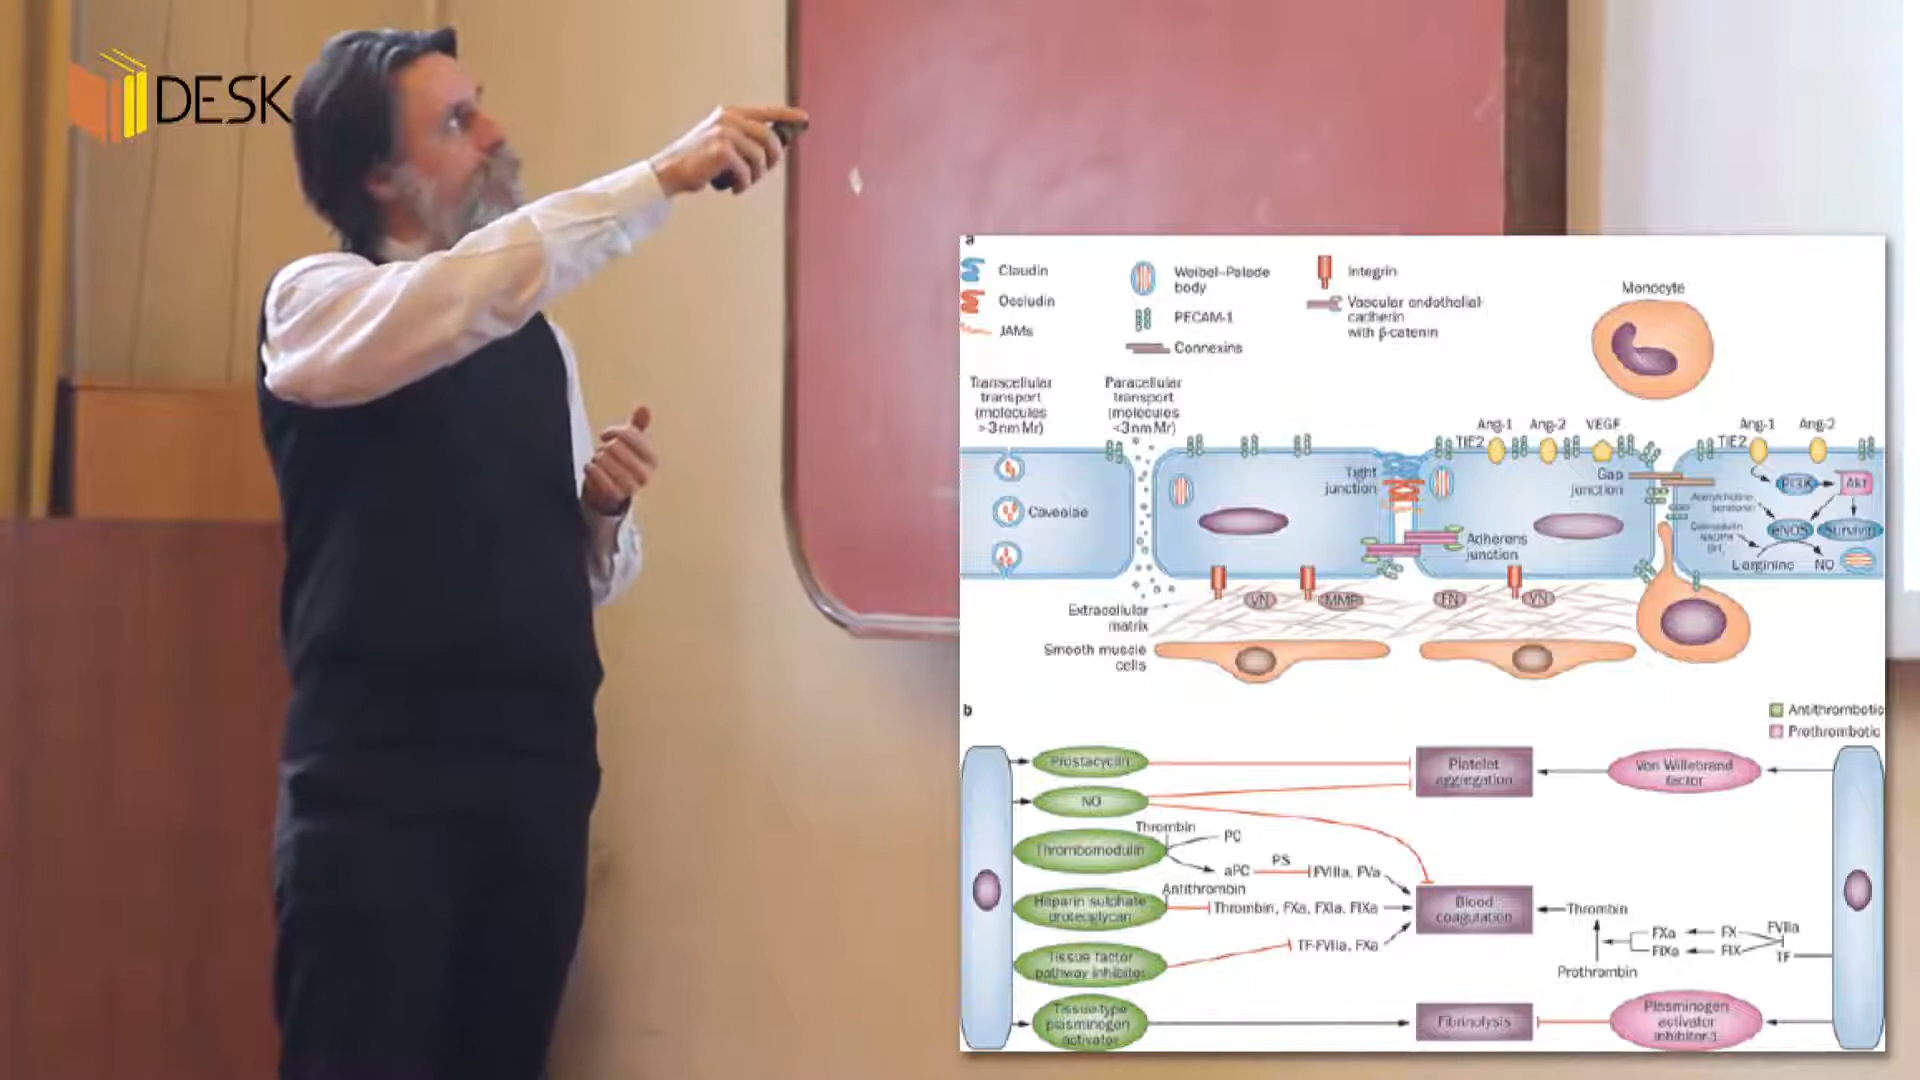 DESK
a
Claudin
Occludin
JAMs
Weibel–Palade
body
PECAM-1
Connexins
Integrin
Vascular endothelial-
cadherin
with β-catenin
Monocyte
Transcellular
transport
(molecules
>3nm Mr)
Paracellular
transport
(molecules
<3nm Mr)
Ang-1
Ang-2
VEGF
TIE2
Ang-1
Ang-2
TIE2
Tight
junction
Gap
junction
PI3K
Akt
Caveolae
eNOS
Survivin
Adherens
junction
L-arginine
NO
VN
MMP
FN
VN
Extracellular
matrix
Smooth muscle
cells
b
Antithrombotic
Prothrombotic
Prostacyclin
Platelet
aggregation
Von Willebrand
factor
NO
Thrombin
PC
Thrombomodulin
aPC
PS
FVIIIa, FVa
Antithrombin
Heparin sulphate
proteoglycan
Thrombin, FXa, FXIa, FIXa
Blood
coagulation
Thrombin
FXa
FX
FVIIa
FIXa
FIX
TF
Prothrombin
TF-FVIIa, FXa
Tissue factor
pathway inhibitor
Tissue-type
plasminogen
activator
Fibrinolysis
Plasminogen
activator
inhibitor-1